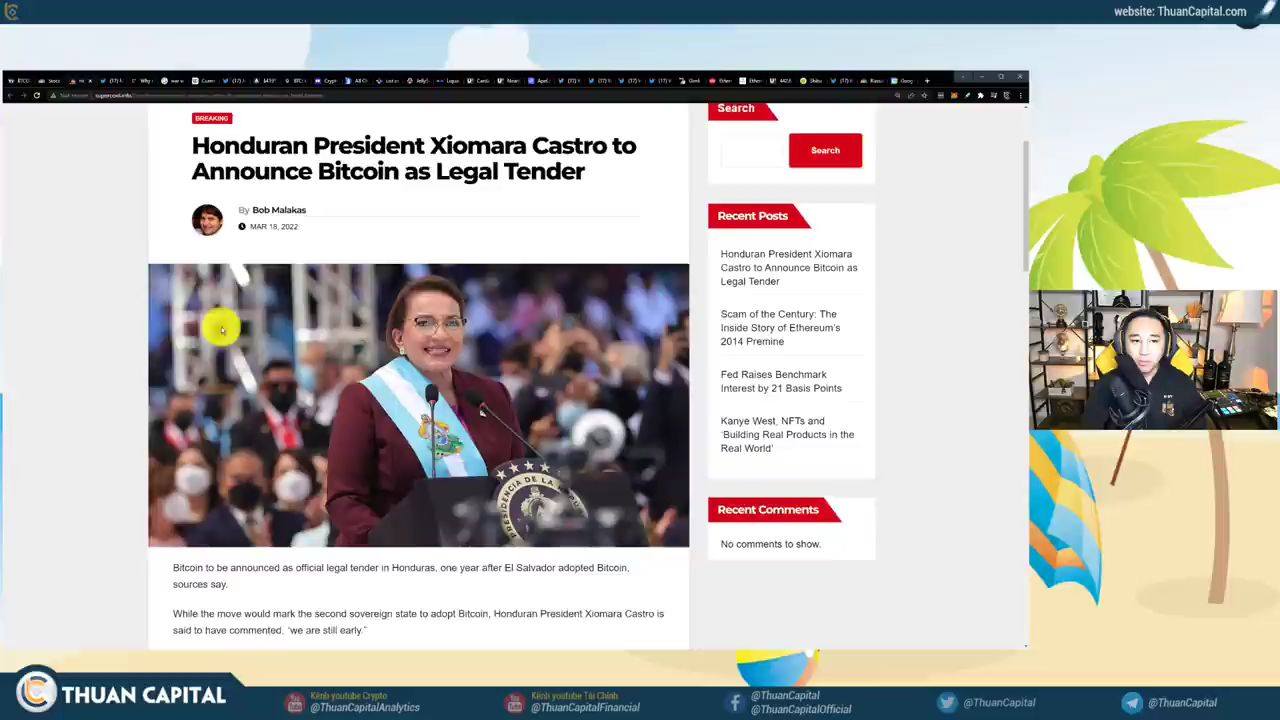 website: ThuanCapital.com
BREAKING
Honduran President Xiomara Castro to
Announce Bitcoin as Legal Tender
By Bob Malakas
MAR 18, 2022
PRESIDENCIA DE LA
Bitcoin to be announced as official legal tender in Honduras, one year after El Salvador adopted Bitcoin,
sources say.
While the move would mark the second sovereign state to adopt Bitcoin, Honduran President Xiomara Castro is
said to have commented, “we are still early.”
Search
Search
Recent Posts
Honduran President Xiomara
Castro to Announce Bitcoin as
Legal Tender
Scam of the Century: The
Inside Story of Ethereum’s
2014 Premine
Fed Raises Benchmark
Interest by 21 Basis Points
Kanye West, NFTs and
‘Building Real Products in the
Real World’
Recent Comments
No comments to show.
THUAN CAPITAL
Kênh youtube Crypto
@ThuanCapitalAnalytics
Kênh youtube Tài Chính
@ThuanCapitalFinancial
@ThuanCapital
@ThuanCapitalOfficial
@ThuanCapital
@ThuanCapital